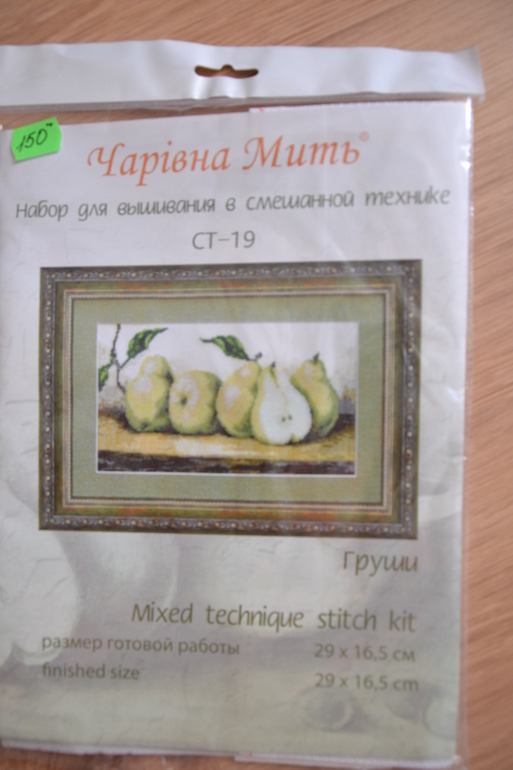 150
Чарівна Мить®
Набор для вышивания в смешанной технике
СТ-19
Груши
Mixed technique stitch kit
размер готовой работы 29 x 16,5 см
finished size 29 x 16,5 cm